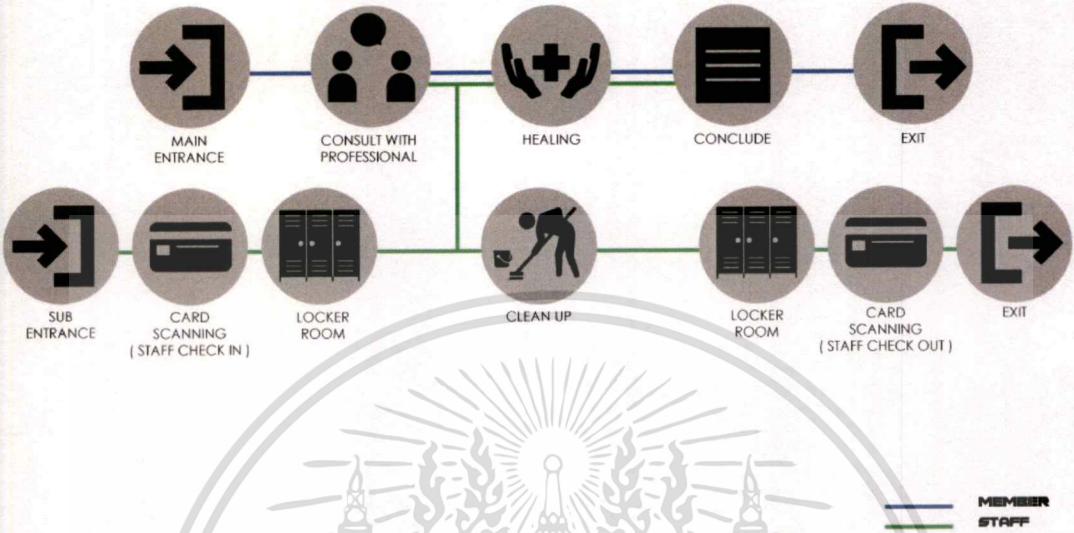 MAIN
ENTRANCE
CONSULT WITH
PROFESSIONAL
HEALING
CONCLUDE
EXIT
SUB
ENTRANCE
CARD
SCANNING
( STAFF CHECK IN )
LOCKER
ROOM
CLEAN UP
LOCKER
ROOM
CARD
SCANNING
( STAFF CHECK OUT )
EXIT
MEMBER
STAFF